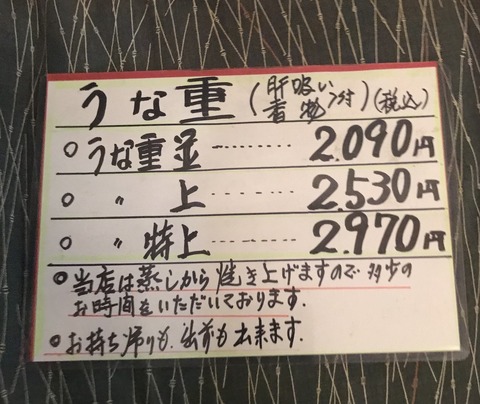 うな重(肝吸い香物付)(税込)
○うな重 並 ‥‥‥ 2.090円
○ 〃 上 ‥‥‥ 2.530円
○ 〃 特上 ‥‥‥ 2.970円
○当店は蒸しから焼き上げますので多少の
お時間をいただいております.
○お持ち帰りも、出前も出来ます.